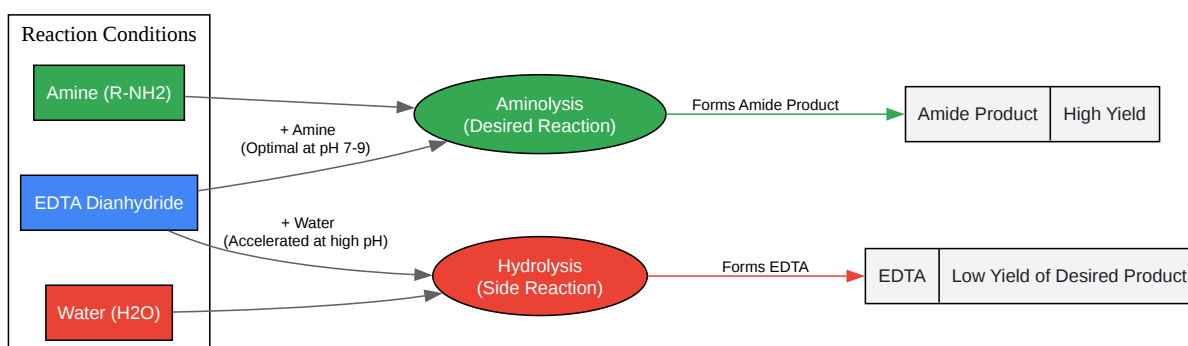 Reaction Conditions
Amine (R-NH2)
EDTA Dianhydride
Water (H2O)
+ Amine
(Optimal at pH 7-9)
+ Water
(Accelerated at high pH)
Aminolysis
(Desired Reaction)
Hydrolysis
(Side Reaction)
Forms Amide Product
Forms EDTA
Amide Product
High Yield
EDTA
Low Yield of Desired Product